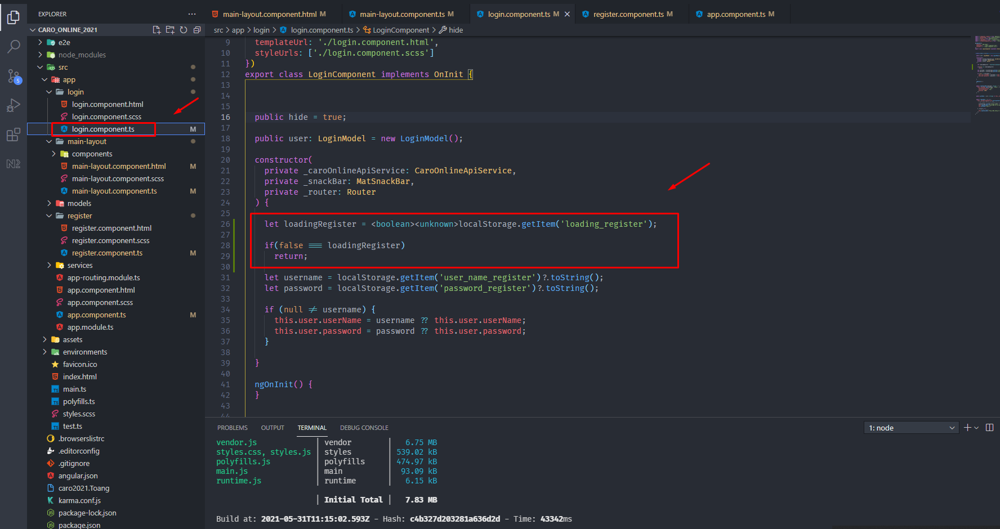 EXPLORER
CARO_ONLINE_2021
e2e
node_modules
src
app
login
login.component.html
login.component.scss
login.component.ts M
main-layout
components
main-layout.component.html M
main-layout.component.scss
main-layout.component.ts M
models
register
register.component.html
register.component.scss
register.component.ts M
services
app-routing.module.ts
app.component.html
app.component.scss
app.component.ts M
app.module.ts
assets
environments
favicon.ico
index.html
main.ts
polyfills.ts
styles.scss
test.ts
.browserslistrc
.editorconfig
.gitignore
angular.json
caro2021.Toang
karma.conf.js
package-lock.json
package.json
5
main-layout.component.html M
main-layout.component.ts M
login.component.ts M
register.component.ts M
app.component.ts M
src > app > login > login.component.ts > LoginComponent > hide
9 templateUrl: './login.component.html',
10 styleUrls: ['./login.component.scss']
11 })
12 export class LoginComponent implements OnInit {
13
14
15
16 public hide = true;
17
18 public user: LoginModel = new LoginModel();
19
20 constructor(
21 private _caroOnlineApiService: CaroOnlineApiService,
22 private _snackBar: MatSnackBar,
23 private _router: Router
24 ) {
25
26 let loadingRegister = <boolean><unknown>localStorage.getItem('loading_register');
27
28 if(false === loadingRegister)
29 return;
30
31 let username = localStorage.getItem('user_name_register')?.toString();
32 let password = localStorage.getItem('password_register')?.toString();
33
34 if (null != username) {
35 this.user.userName = username ?? this.user.userName;
36 this.user.password = password ?? this.user.password;
37 }
38
39 }
40
41 ngOnInit() {
42 }
43
44
PROBLEMS OUTPUT TERMINAL DEBUG CONSOLE
1: node
vendor.js | vendor | 6.75 MB
styles.css, styles.js | styles | 539.02 kB
polyfills.js | polyfills | 474.97 kB
main.js | main | 93.09 kB
runtime.js | runtime | 6.15 kB
| Initial Total | 7.83 MB
Build at: 2021-05-31T11:15:02.593Z - Hash: c4b327d203281a636d2d - Time: 43342ms